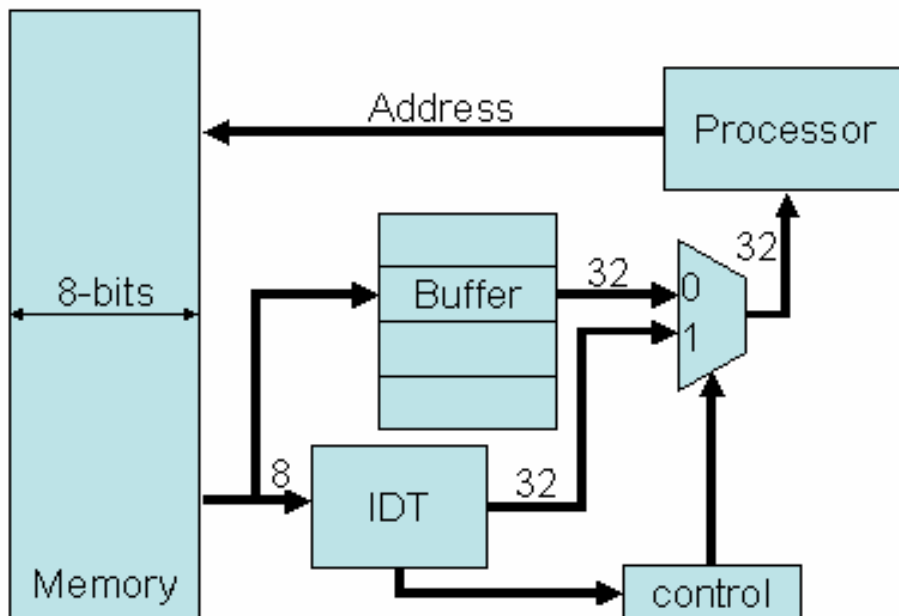 Address
Processor
8-bits
Buffer
32
0
1
32
8
IDT
32
Memory
control